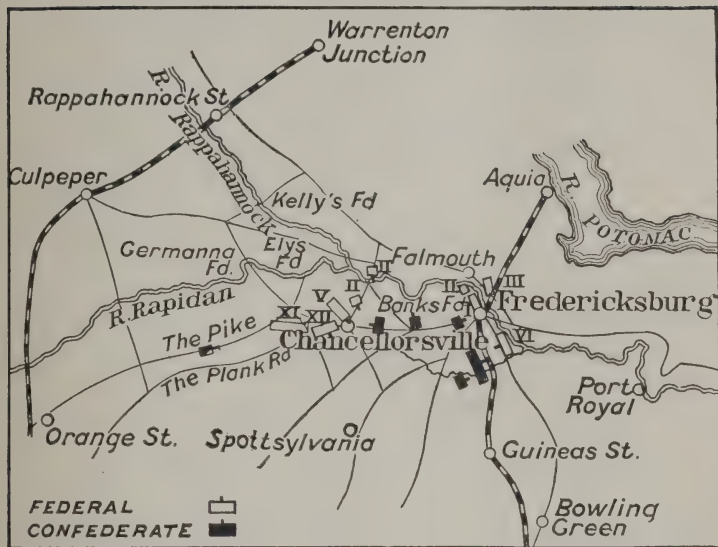 Warrenton
Junction
Rappahannock St.
R.
Rappahannock
Culpeper
Kelly's Fd
Aquia
R.
POTOMAC
Germanna
Fd.
Elys
Fd
Falmouth
II
II
II
III
R. Rapidan
V
Banks Fd
I
Fredericksburg
XI
XII
The Pike
Chancellorsville
VI
The Plank Rd
Port
Royal
Orange St.
Spottsylvania
Guineas St.
FEDERAL
CONFEDERATE
Bowling
Green